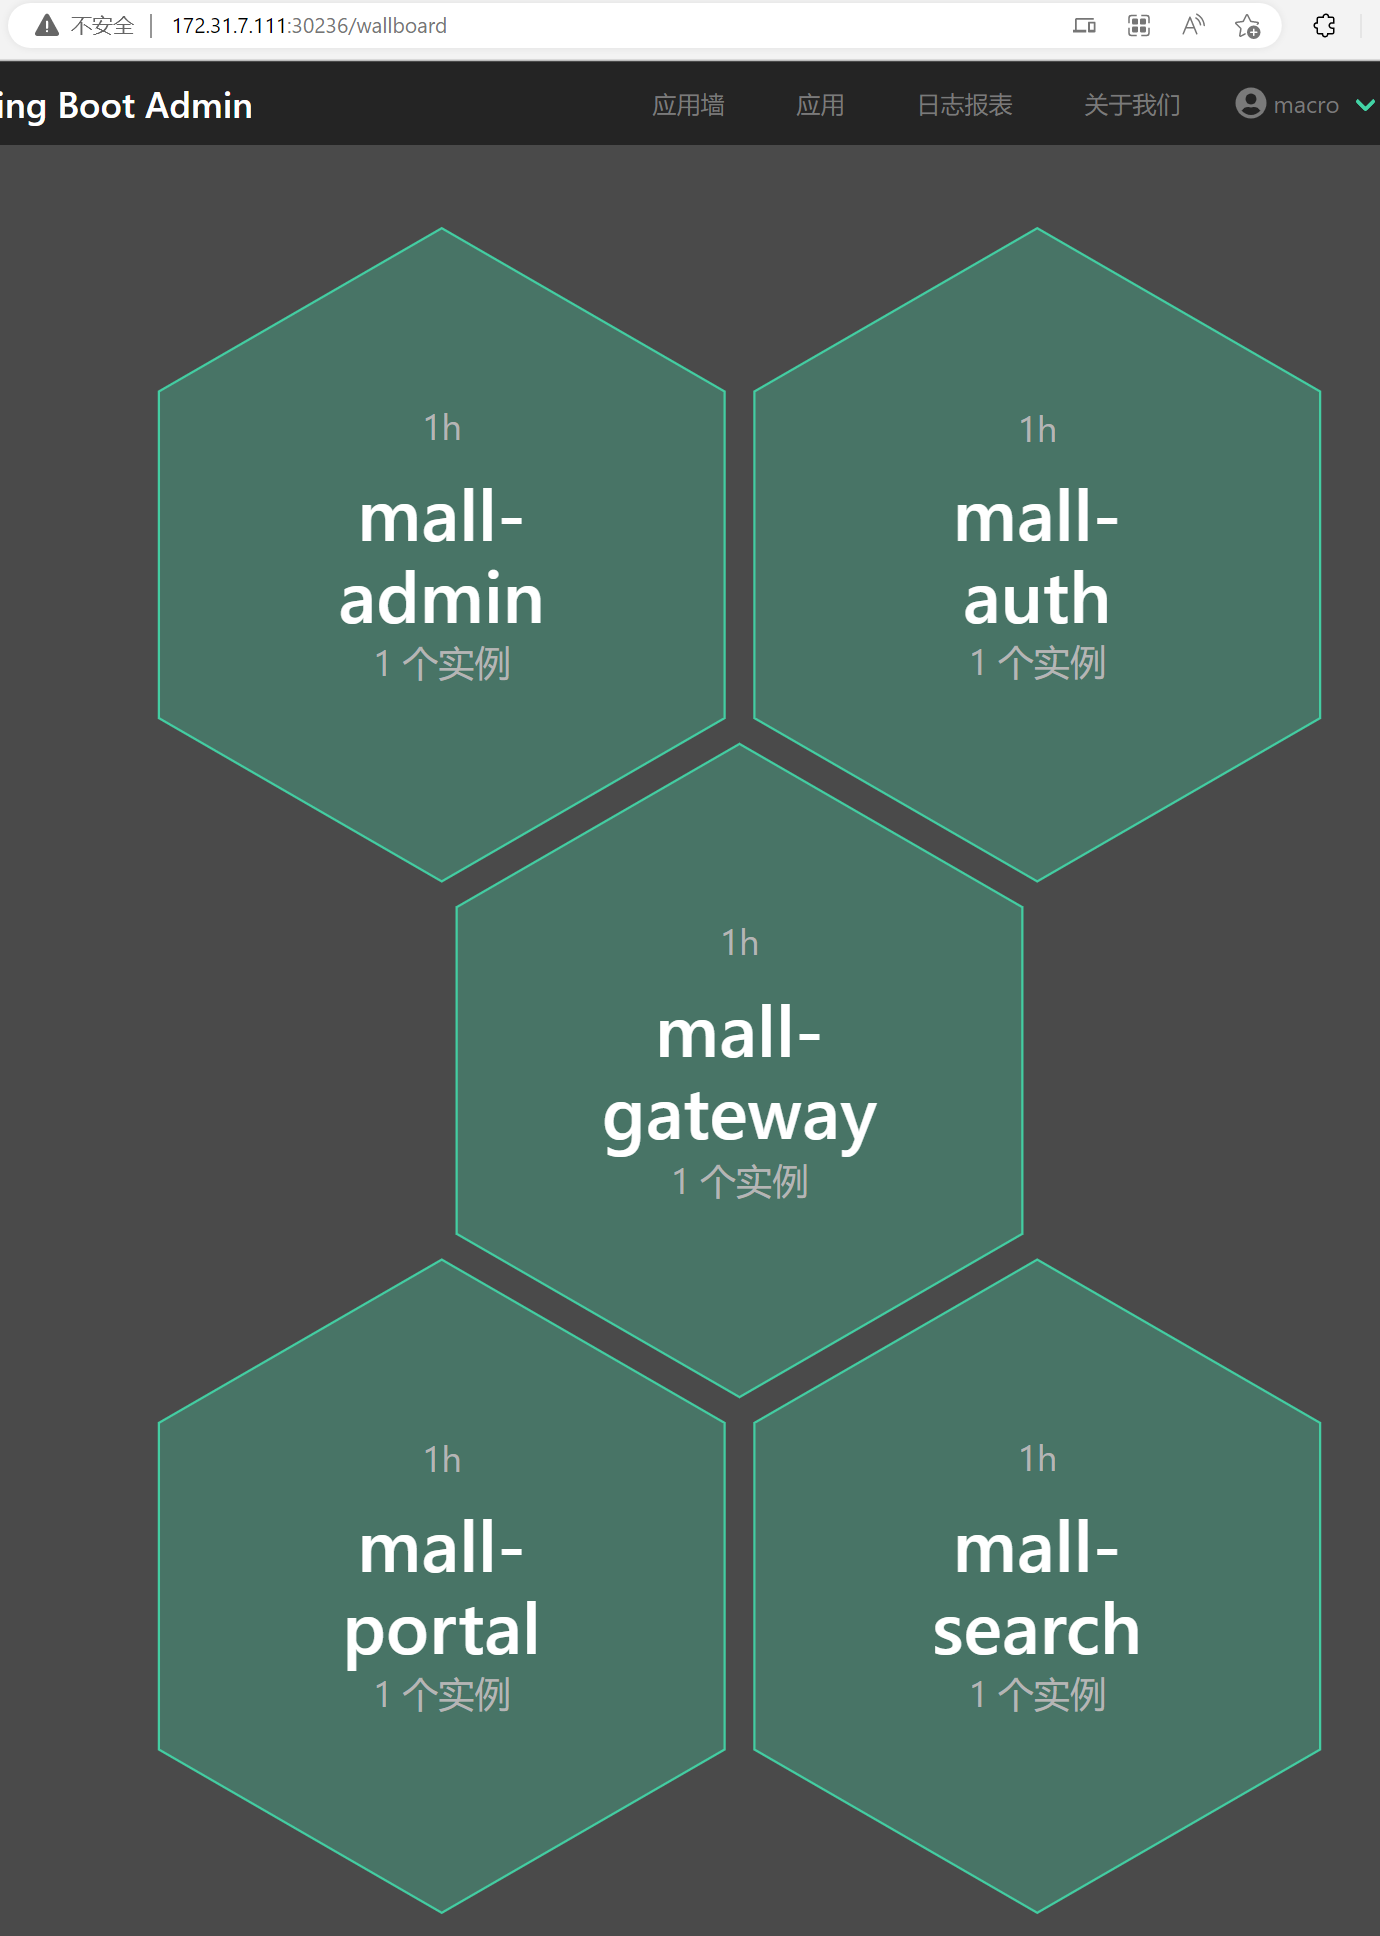 不安全 172.31.7.111:30236/wallboard
ing Boot Admin 应用墙 应用 日志报表 关于我们 macro
1h
mall-
admin
1 个实例
1h
mall-
auth
1 个实例
1h
mall-
gateway
1 个实例
1h
mall-
portal
1 个实例
1h
mall-
search
1 个实例